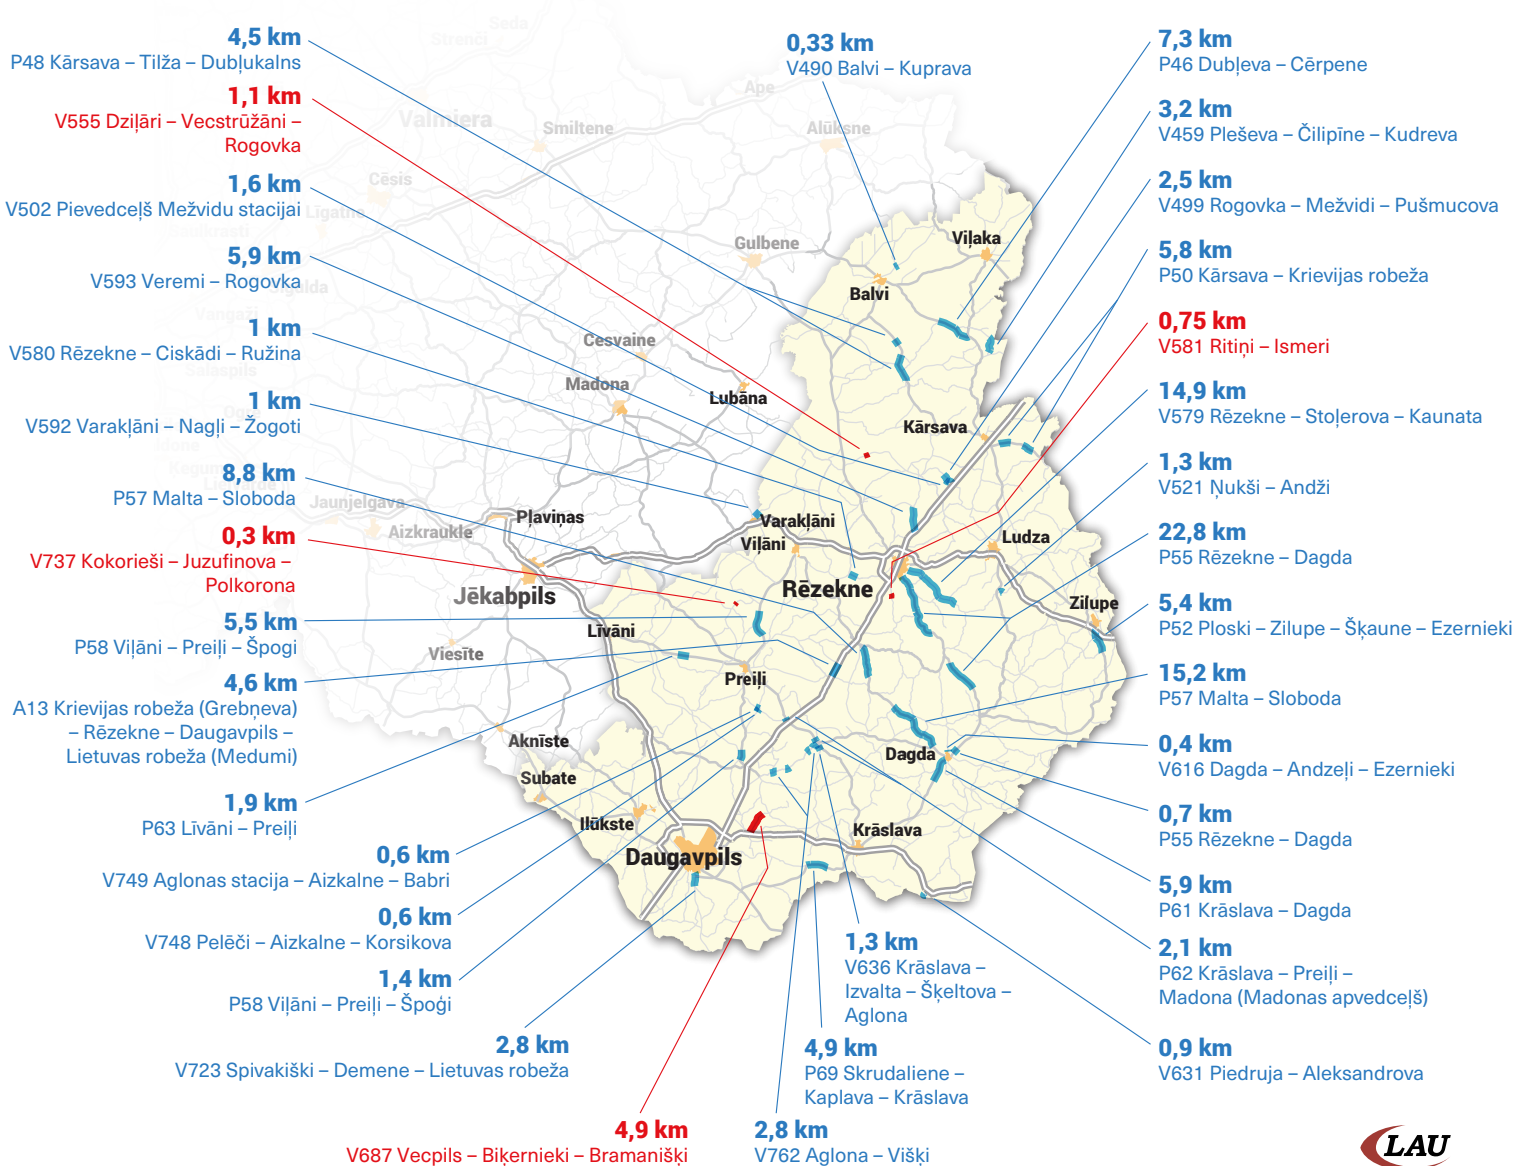 4,5 km
P48 Kārsava – Tilža – Dubļukalns
1,1 km
V555 Dziļāri – Vecstrūžāni –
Rogovka
1,6 km
V502 Pievedceļš Mežvidu stacijai
5,9 km
V593 Veremi – Rogovka
1 km
V580 Rēzekne – Ciskādi – Ružina
1 km
V592 Varakļāni – Nagļi – Žogoti
8,8 km
P57 Malta – Sloboda
0,3 km
V737 Kokorieši – Juzufinova –
Polkorona
5,5 km
P58 Viļāni – Preiļi – Špogi
4,6 km
A13 Krievijas robeža (Grebņeva)
– Rēzekne – Daugavpils –
Lietuvas robeža (Medumi)
1,9 km
P63 Līvāni – Preiļi
0,6 km
V749 Aglonas stacija – Aizkalne – Babri
0,6 km
V748 Pelēči – Aizkalne – Korsikova
1,4 km
P58 Viļāni – Preiļi – Špoģi
2,8 km
V723 Spivakiški – Demene – Lietuvas robeža
4,9 km
V687 Vecpils – Biķernieki – Bramanišķi
0,33 km
V490 Balvi – Kuprava
Seda
Strenči
Ape
Valmiera
Smiltene
Alūksne
Cēsis
Līgatne
Saulkrasti
Sigulda
Vangaži
Salaspils
Gulbene
Viļaka
Balvi
Cesvaine
Madona
Lubāna
Kārsava
Jaunjelgava
Aizkraukle
Pļaviņas
Varakļāni
Viļāni
Ludza
Rēzekne
Jēkabpils
Zilupe
Līvāni
Viesīte
Preiļi
Aknīste
Dagda
Subate
Ilūkste
Krāslava
Daugavpils
7,3 km
P46 Dubļeva – Cērpene
3,2 km
V459 Pleševa – Čilipīne – Kudreva
2,5 km
V499 Rogovka – Mežvidi – Pušmucova
5,8 km
P50 Kārsava – Krievijas robeža
0,75 km
V581 Ritiņi – Ismeri
14,9 km
V579 Rēzekne – Stoļerova – Kaunata
1,3 km
V521 Ņukši – Andži
22,8 km
P55 Rēzekne – Dagda
5,4 km
P52 Ploski – Zilupe – Šķaune – Ezernieki
15,2 km
P57 Malta – Sloboda
0,4 km
V616 Dagda – Andzeļi – Ezernieki
0,7 km
P55 Rēzekne – Dagda
5,9 km
P61 Krāslava – Dagda
2,1 km
P62 Krāslava – Preiļi –
Madona (Madonas apvedceļš)
0,9 km
V631 Piedruja – Aleksandrova
1,3 km
V636 Krāslava –
Izvalta – Šķeltova –
Aglona
4,9 km
P69 Skrudaliene –
Kaplava – Krāslava
2,8 km
V762 Aglona – Višķi
LAU